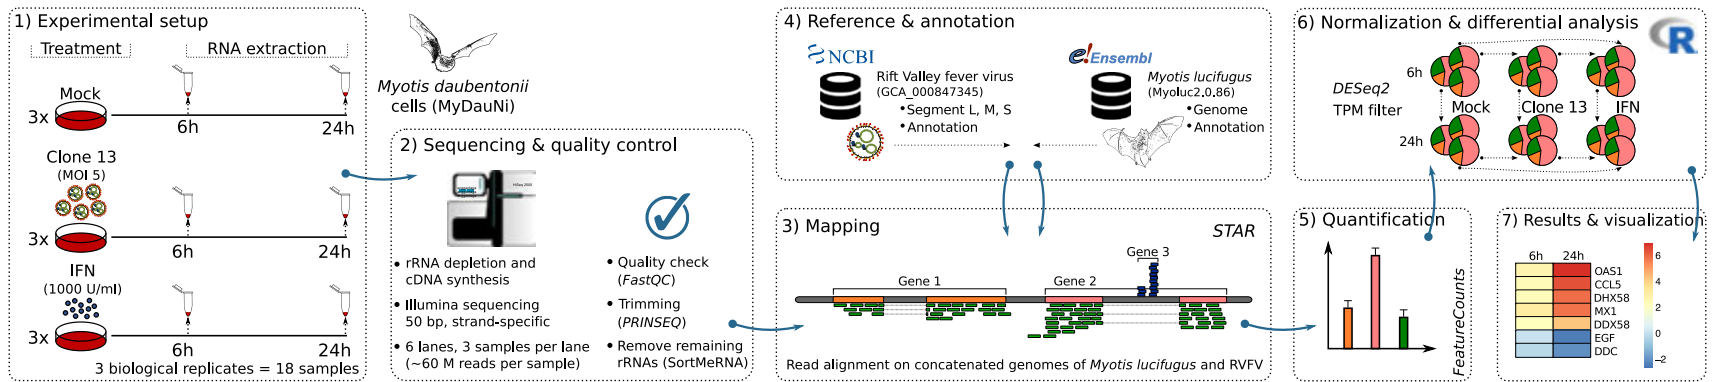 1) Experimental setup
Treatment
RNA extraction
Mock
3x
6h
24h
Clone 13
(MOI 5)
3x
6h
24h
IFN
(1000 U/ml)
3x
6h
24h
3 biological replicates = 18 samples
Myotis daubentonii
cells (MyDauNi)
2) Sequencing & quality control
• rRNA depletion and
cDNA synthesis
• Illumina sequencing
50 bp, strand-specific
• 6 lanes, 3 samples per lane
(~60 M reads per sample)
• Quality check
(FastQC)
• Trimming
(PRINSEQ)
• Remove remaining
rRNAs (SortMeRNA)
4) Reference & annotation
NCBI
Rift Valley fever virus
(GCA_000847345)
• Segment L, M, S
• Annotation
e!Ensembl
Myotis lucifugus
(Myoluc2.0.86)
• Genome
• Annotation
3) Mapping
STAR
Gene 1
Gene 2
Gene 3
Read alignment on concatenated genomes of Myotis lucifugus and RVFV
6) Normalization & differential analysis
R
6h
DESeq2
TPM filter
Mock
Clone 13
IFN
24h
5) Quantification
FeatureCounts
7) Results & visualization
6h
24h
OAS1
CCL5
DHX58
MX1
DDX58
EGF
DDC
6
4
2
0
−2